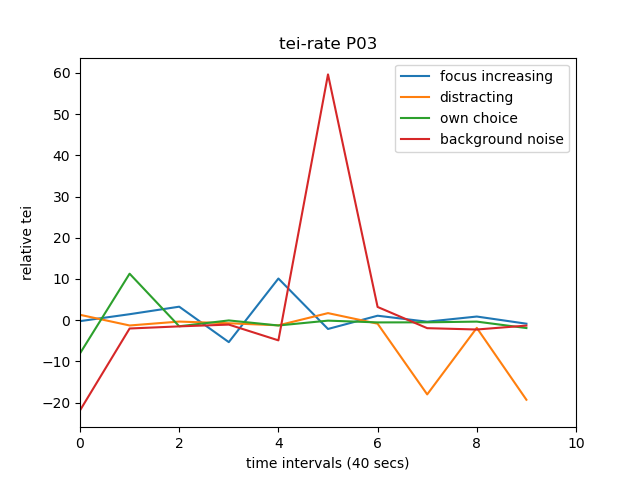 tei-rate P03
focus increasing
distracting
own choice
background noise
relative tei
60
50
40
30
20
10
0
−10
−20
0 2 4 6 8 10
time intervals (40 secs)